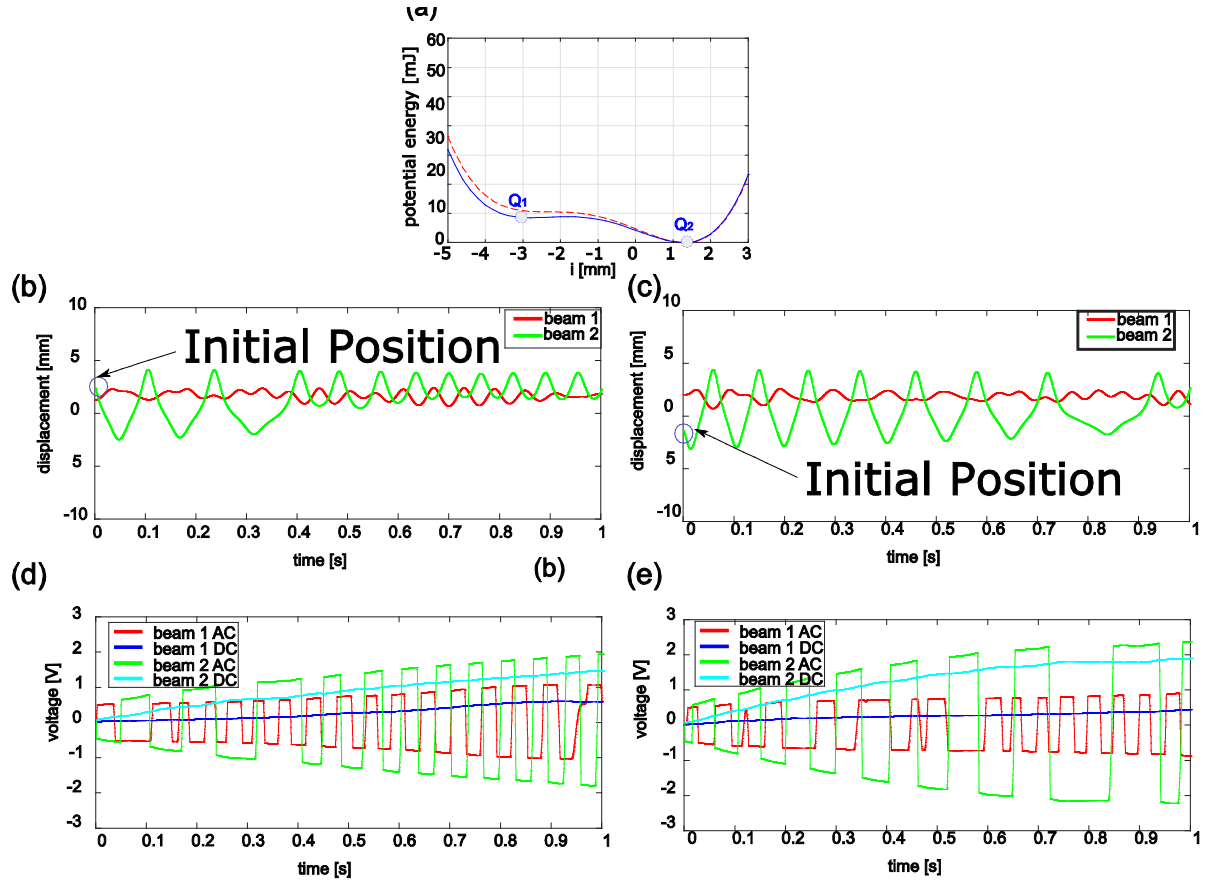 (a)
60
50
40
30
20
10
0
potential energy [mJ]
Q1
Q2
-5 -4 -3 -2 -1 0 1 2 3
i [mm]
(b)
10
5
0
5
-10
displacement [mm]
Initial Position
beam 1
beam 2
0 0.1 0.2 0.3 0.4 0.5 0.6 0.7 0.8 0.9 1
time [s]
(c)
10
5
0
5
-10
displacement [mm]
beam 1
beam 2
Initial Position
0 0.1 0.2 0.3 0.4 0.5 0.6 0.7 0.8 0.9 1
time [s]
(d)
(b)
3
2
1
0
-1
-2
-3
voltage [V]
beam 1 AC
beam 1 DC
beam 2 AC
beam 2 DC
0 0.1 0.2 0.3 0.4 0.5 0.6 0.7 0.8 0.9 1
time [s]
(e)
3
2
1
0
-1
-2
-3
voltage [V]
beam 1 AC
beam 1 DC
beam 2 AC
beam 2 DC
0 0.1 0.2 0.3 0.4 0.5 0.6 0.7 0.8 0.9 1
time [s]